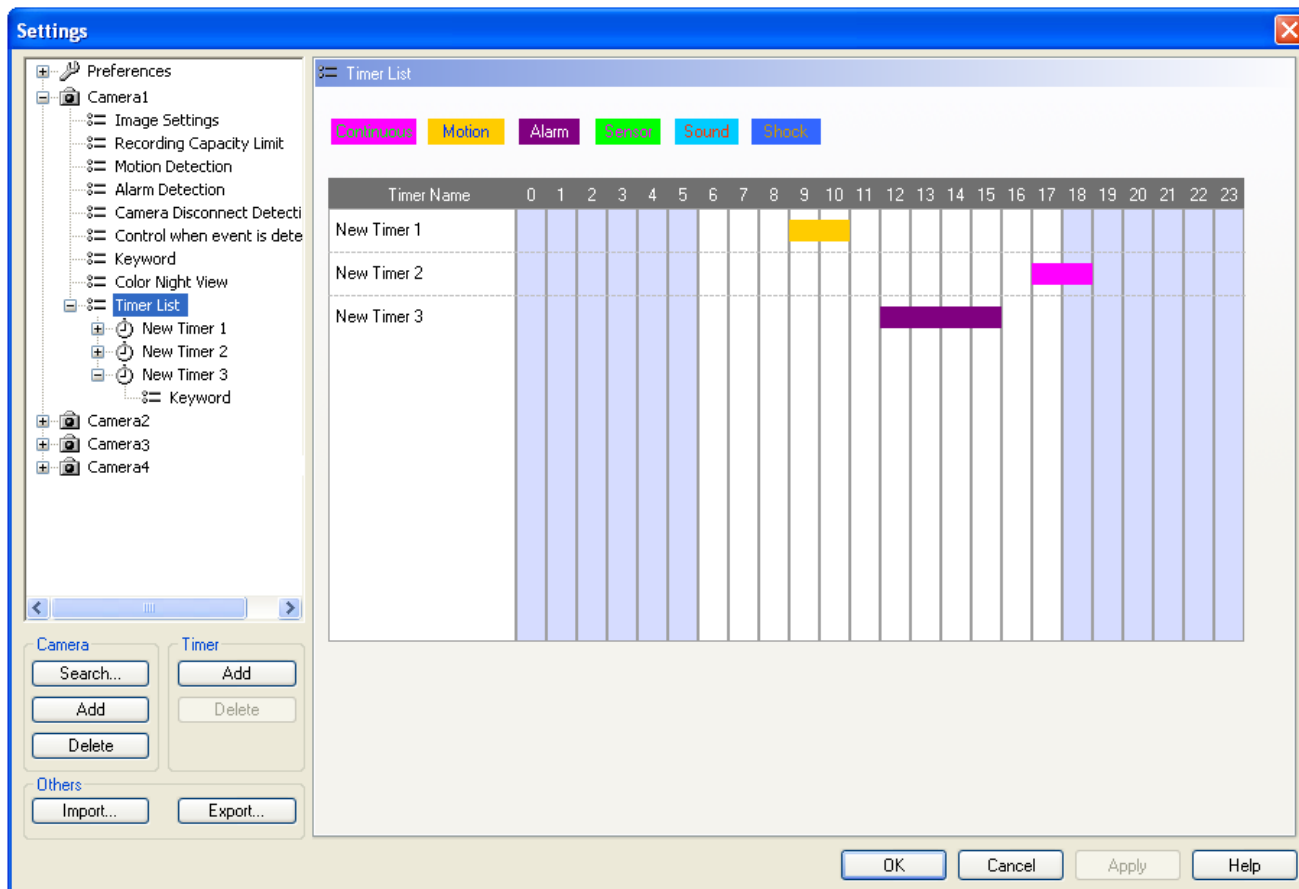 Settings
Preferences
Camera1
Image Settings
Recording Capacity Limit
Motion Detection
Alarm Detection
Camera Disconnect Detecti
Control when event is dete
Keyword
Color Night View
Timer List
New Timer 1
New Timer 2
New Timer 3
Keyword
Camera2
Camera3
Camera4
Camera
Search...
Add
Delete
Timer
Add
Delete
Others
Import...
Export...
Timer List
Continuous Motion Alarm Sensor Sound Shock
Timer Name 0 1 2 3 4 5 6 7 8 9 10 11 12 13 14 15 16 17 18 19 20 21 22 23
New Timer 1
New Timer 2
New Timer 3
OK Cancel Apply Help